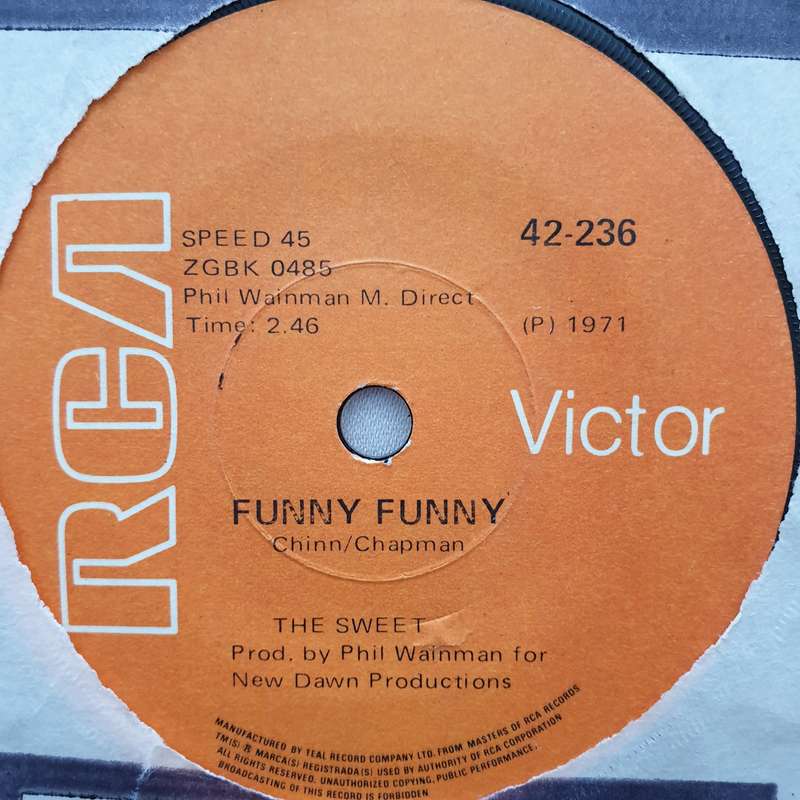 RCA
SPEED 45
42-236
ZGBK 0485
Phil Wainman M. Direct
Time: 2.46
(P) 1971
Victor
FUNNY FUNNY
Chinn/Chapman
THE SWEET
Prod. by Phil Wainman for
New Dawn Productions
MANUFACTURED BY TEAL RECORD COMPANY LTD. FROM MASTERS OF RCA RECORDS
TM(S) & MARCA(S) REGISTRADA(S) USED BY AUTHORITY OF RCA CORPORATION
ALL RIGHTS RESERVED. UNAUTHORIZED COPYING, PUBLIC PERFORMANCE,
BROADCASTING OF THIS RECORD IS FORBIDDEN